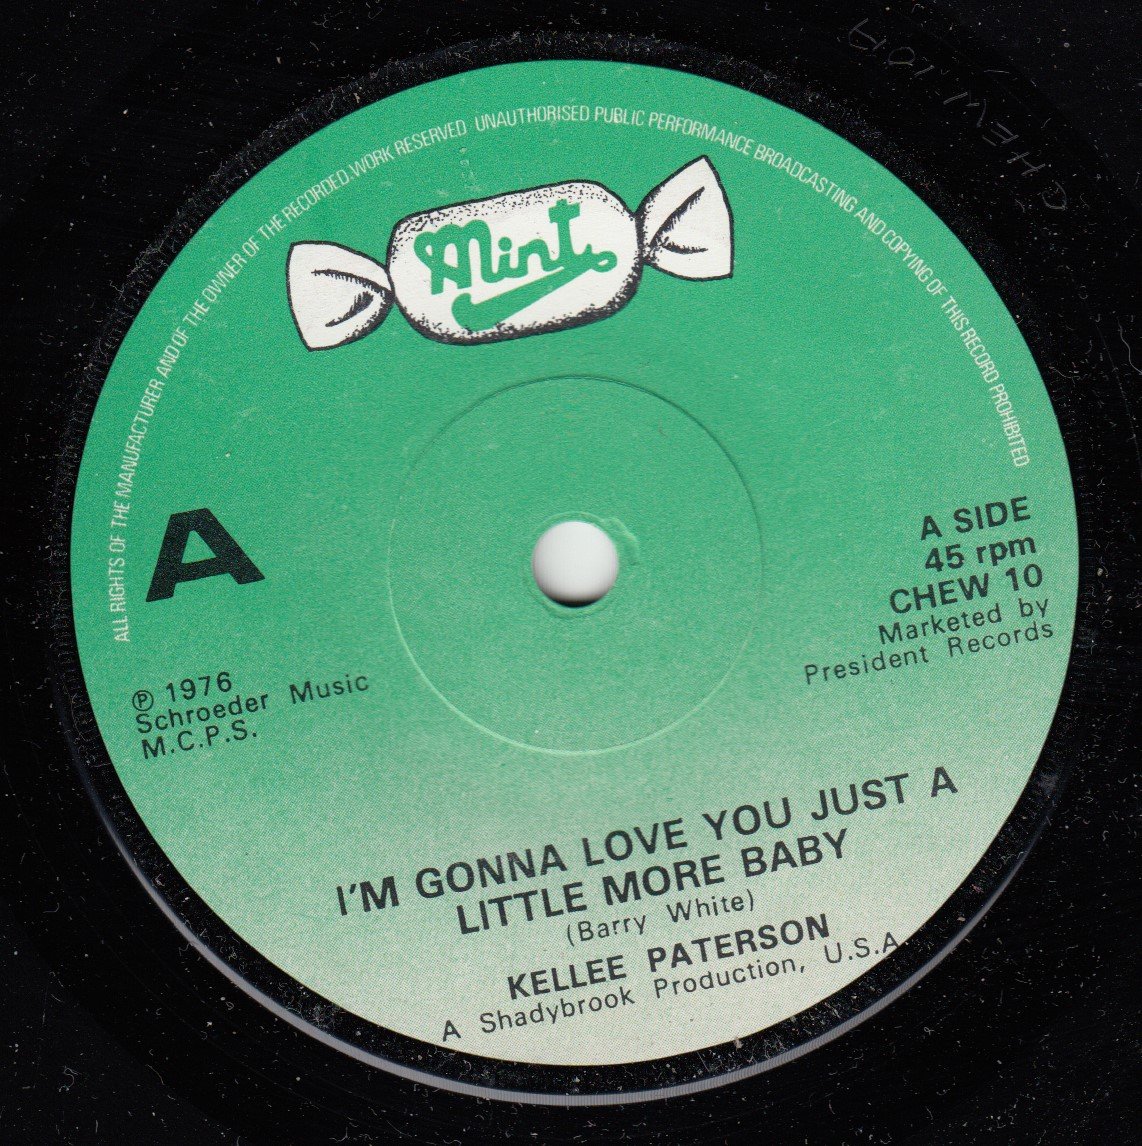 ALL RIGHTS OF THE MANUFACTURER AND OF THE OWNER OF THE RECORDED WORK RESERVED UNAUTHORISED PUBLIC PERFORMANCE BROADCASTING AND COPYING OF THIS RECORD PROHIBITED
Mint
A
A SIDE
45 rpm
CHEW 10
Marketed by
President Records
℗ 1976
Schroeder Music
M.C.P.S.
I'M GONNA LOVE YOU JUST A
LITTLE MORE BABY
(Barry White)
KELLEE PATERSON
A Shadybrook Production, U.S.A